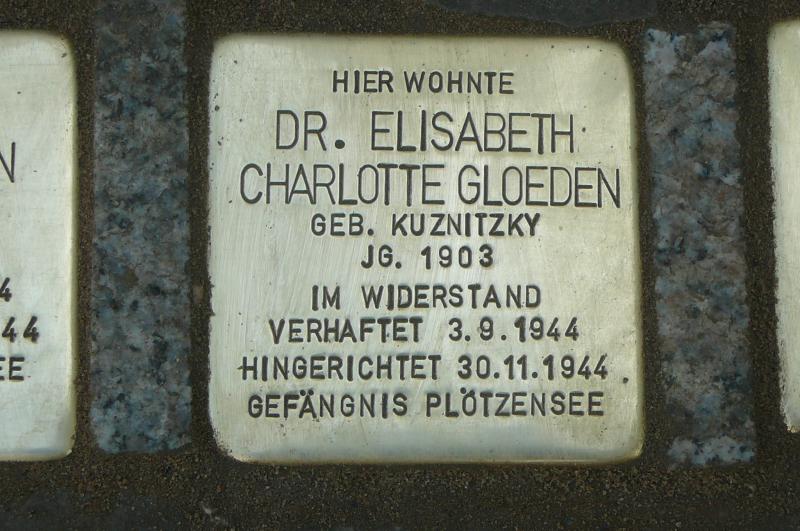 HIER WOHNTE
DR. ELISABETH
CHARLOTTE GLOEDEN
GEB. KUZNITZKY
JG. 1903
IM WIDERSTAND
VERHAFTET 3.9.1944
HINGERICHTET 30.11.1944
GEFÄNGNIS PLÖTZENSEE